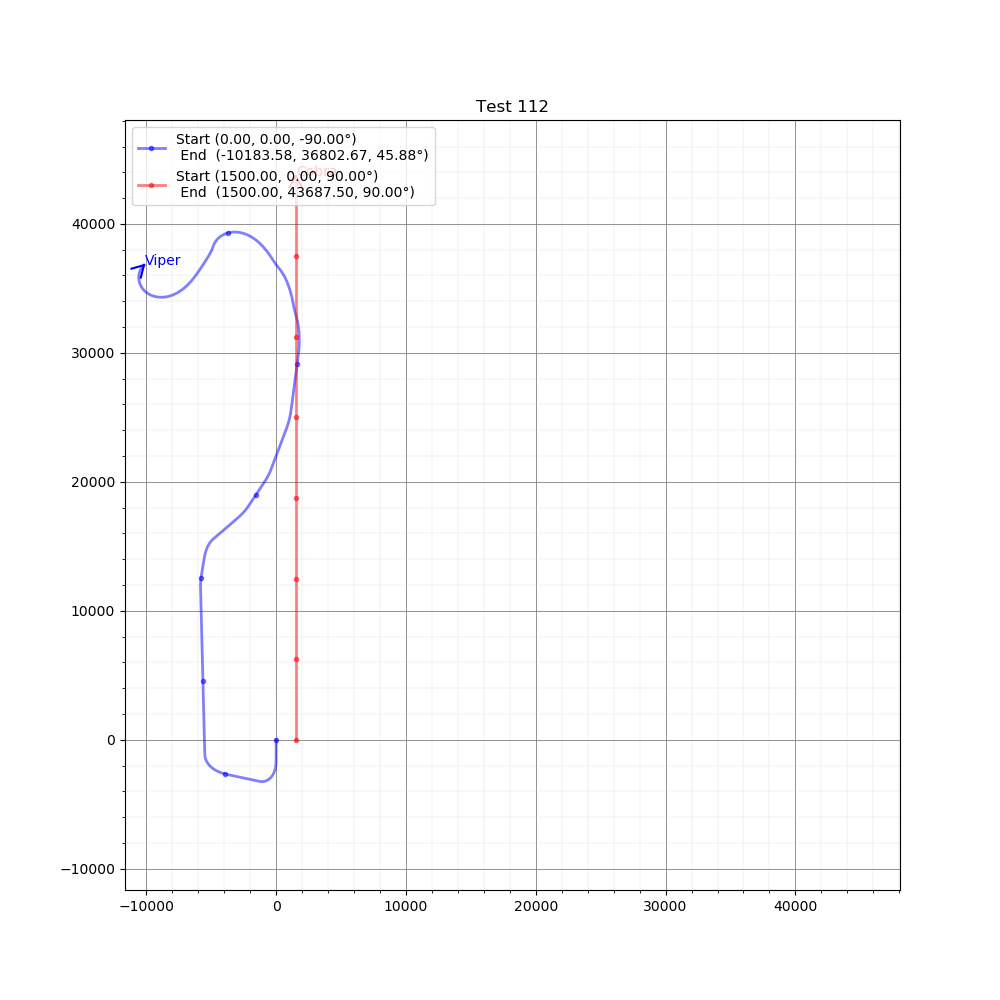 Test 112
Start (0.00, 0.00, -90.00°)
End (-10183.58, 36802.67, 45.88°)
Start (1500.00, 0.00, 90.00°)
End (1500.00, 43687.50, 90.00°)
Viper
40000
30000
20000
10000
0
−10000
−10000 0 10000 20000 30000 40000